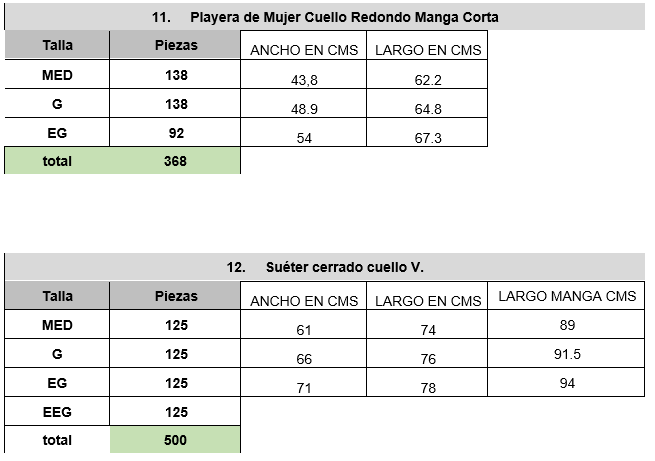 11. Playera de Mujer Cuello Redondo Manga Corta
Talla Piezas ANCHO EN CMS LARGO EN CMS
MED 138 43,8 62.2
G 138 48.9 64.8
EG 92 54 67.3
total 368
12. Suéter cerrado cuello V.
Talla Piezas ANCHO EN CMS LARGO EN CMS LARGO MANGA CMS
MED 125 61 74 89
G 125 66 76 91.5
EG 125 71 78 94
EEG 125
total 500